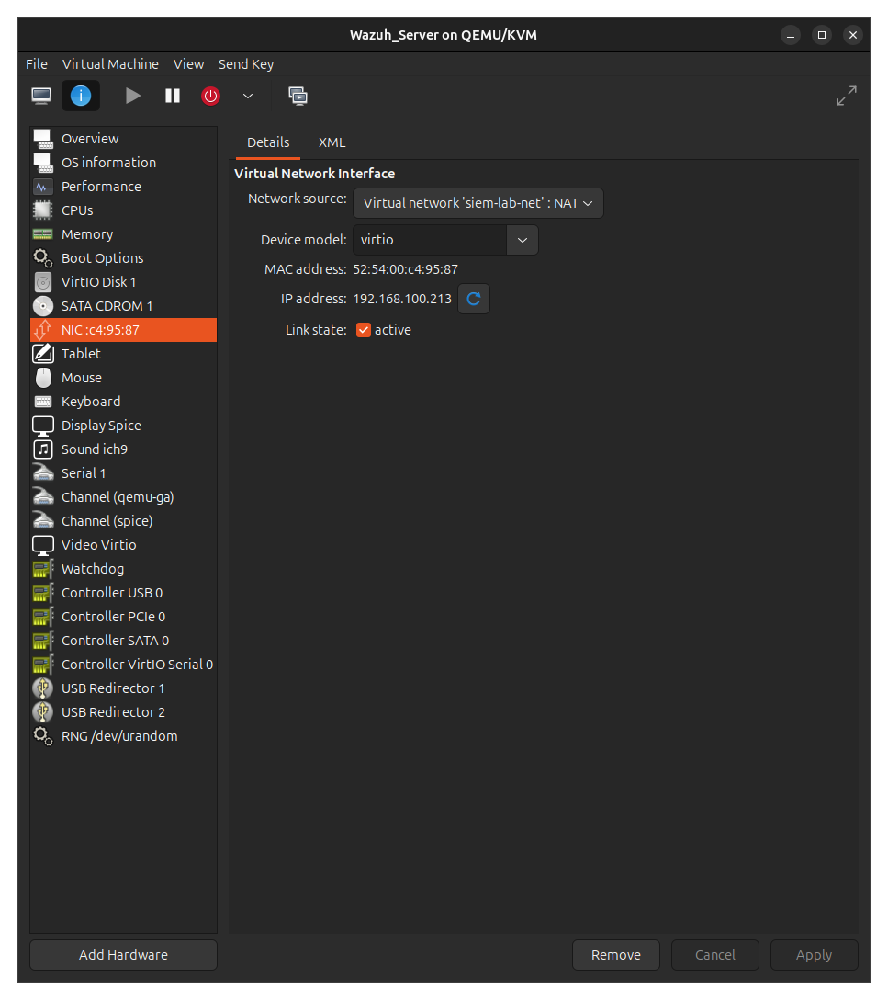 Wazuh_Server on QEMU/KVM
File Virtual Machine View Send Key
Overview
OS information
Performance
CPUs
Memory
Boot Options
VirtIO Disk 1
SATA CDROM 1
NIC :c4:95:87
Tablet
Mouse
Keyboard
Display Spice
Sound ich9
Serial 1
Channel (qemu-ga)
Channel (spice)
Video Virtio
Watchdog
Controller USB 0
Controller PCIe 0
Controller SATA 0
Controller VirtIO Serial 0
USB Redirector 1
USB Redirector 2
RNG /dev/urandom
Add Hardware
Details XML
Virtual Network Interface
Network source: Virtual network 'siem-lab-net' : NAT
Device model: virtio
MAC address: 52:54:00:c4:95:87
IP address: 192.168.100.213
Link state: active
Remove Cancel Apply